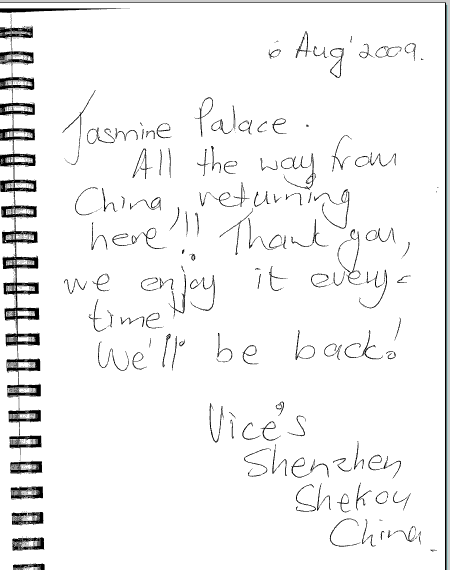 6 Aug' 2009.
Jasmine Palace.
All the way from
China, returning
here!!! Thank you,
we enjoy it every-
time!
We'll be back!
Vice's
Shenzhen
Shekou
China.